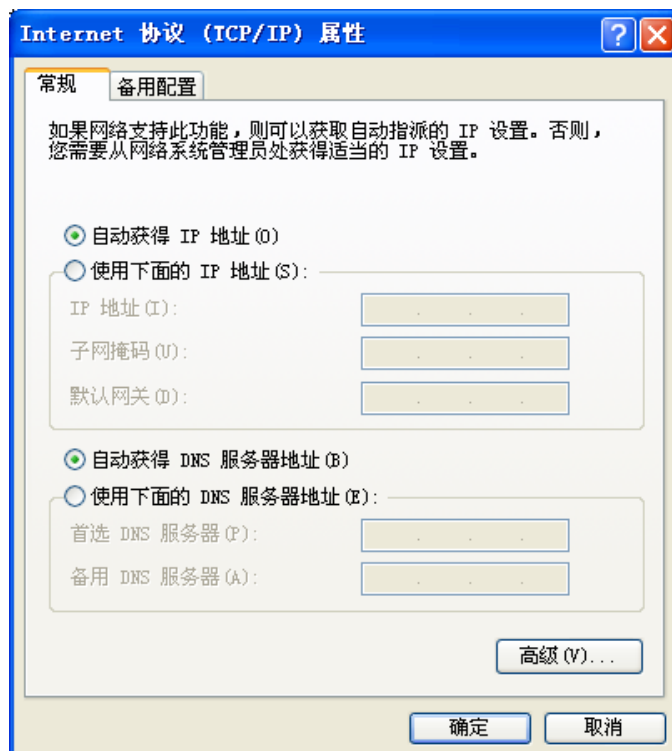 Internet 协议 (TCP/IP) 属性
常规 备用配置
如果网络支持此功能，则可以获取自动指派的 IP 设置。否则，
您需要从网络系统管理员处获得适当的 IP 设置。
自动获得 IP 地址(O)
使用下面的 IP 地址(S):
IP 地址(I):
子网掩码(U):
默认网关(D):
自动获得 DNS 服务器地址(B)
使用下面的 DNS 服务器地址(E):
首选 DNS 服务器(P):
备用 DNS 服务器(A):
高级(V)...
确定 取消